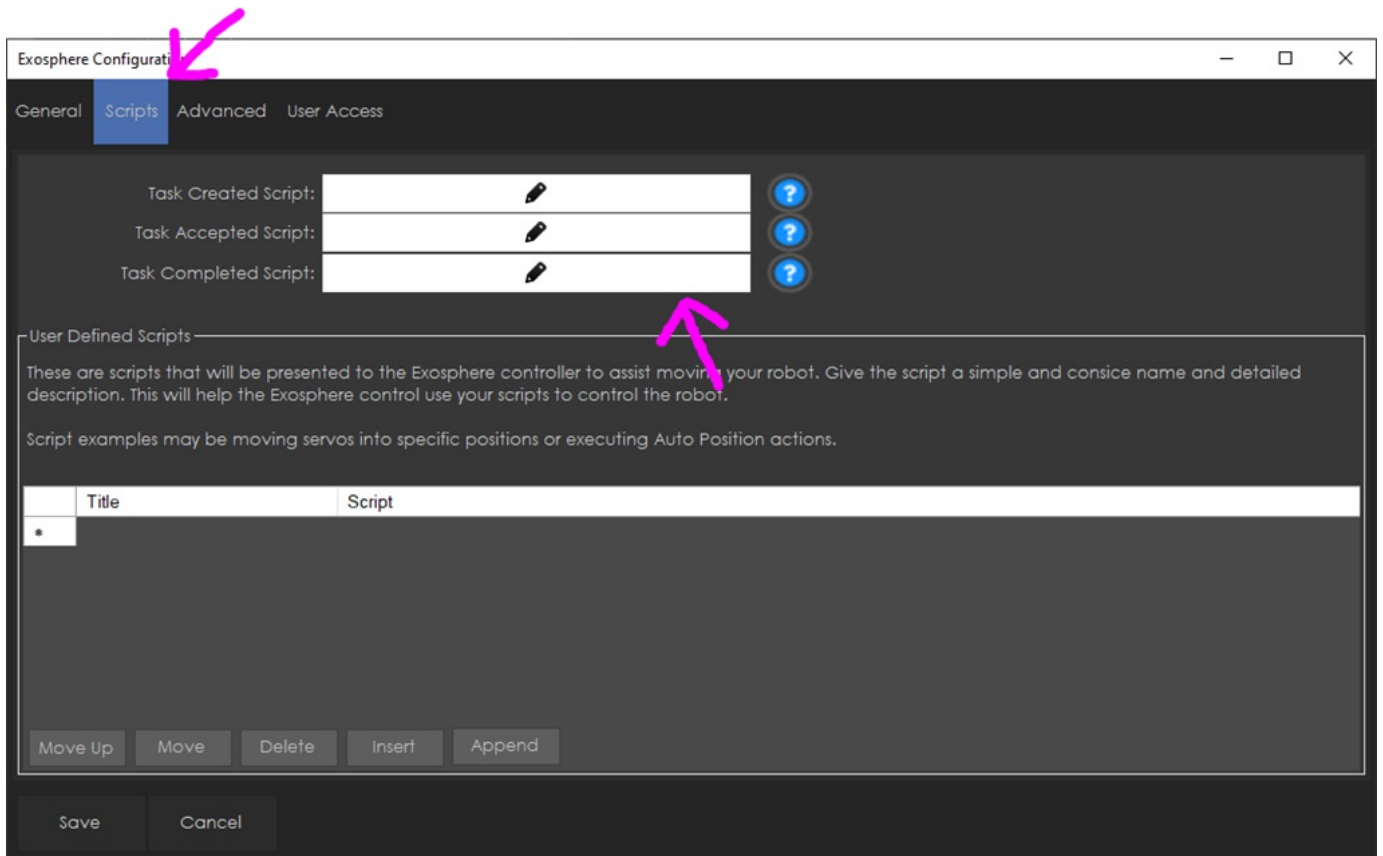 Exosphere Configurati
General Scripts Advanced User Access
Task Created Script:
?
Task Accepted Script:
?
Task Completed Script:
?
User Defined Scripts
These are scripts that will be presented to the Exosphere controller to assist moving your robot. Give the script a simple and consice name and detailed
description. This will help the Exosphere control use your scripts to control the robot.
Script examples may be moving servos into specific positions or executing Auto Position actions.
Title Script
*
Move Up Move Delete Insert Append
Save Cancel